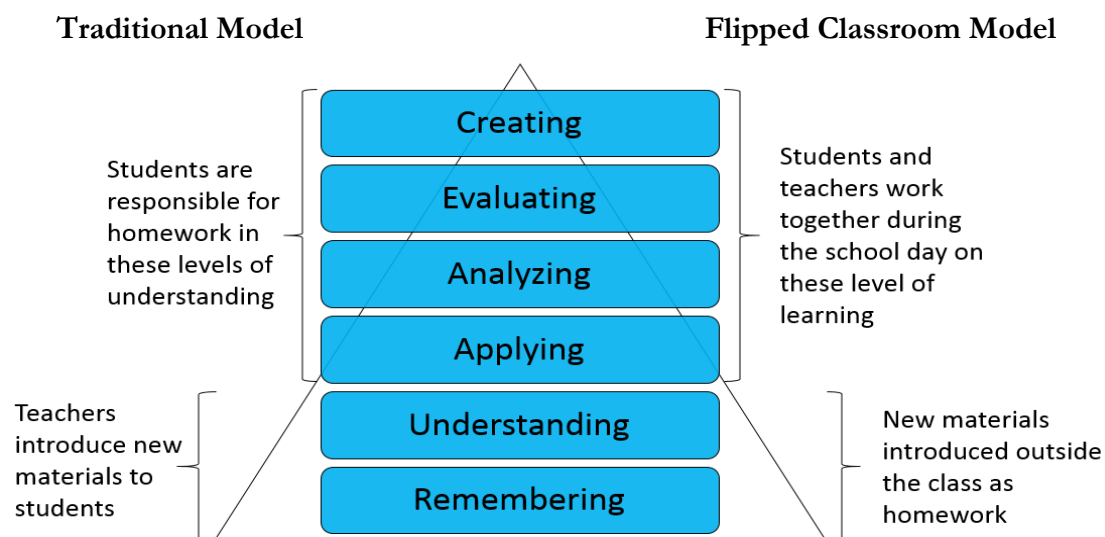 Traditional Model
Flipped Classroom Model
Creating
Evaluating
Analyzing
Applying
Understanding
Remembering
Students are
responsible for
homework in
these levels of
understanding
Teachers
introduce new
materials to
students
Students and
teachers work
together during
the school day on
these level of
learning
New materials
introduced outside
the class as
homework